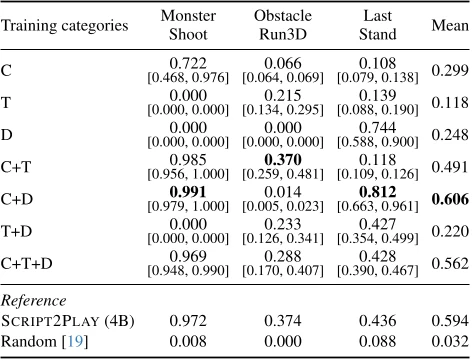 Training categories Monster Shoot Obstacle Run3D Last Stand Mean
C 0.722 0.066 0.108 0.299
[0.468, 0.976] [0.064, 0.069] [0.079, 0.138]
T 0.000 0.215 0.139 0.118
[0.000, 0.000] [0.134, 0.295] [0.088, 0.190]
D 0.000 0.000 0.744 0.248
[0.000, 0.000] [0.000, 0.000] [0.588, 0.900]
C+T 0.985 0.370 0.118 0.491
[0.956, 1.000] [0.259, 0.481] [0.109, 0.126]
C+D 0.991 0.014 0.812 0.606
[0.979, 1.000] [0.005, 0.023] [0.663, 0.961]
T+D 0.000 0.233 0.427 0.220
[0.000, 0.000] [0.126, 0.341] [0.354, 0.499]
C+T+D 0.969 0.288 0.428 0.562
[0.948, 0.990] [0.170, 0.407] [0.390, 0.467]
Reference
SCRIPT2PLAY (4B) 0.972 0.374 0.436 0.594
Random [19] 0.008 0.000 0.088 0.032